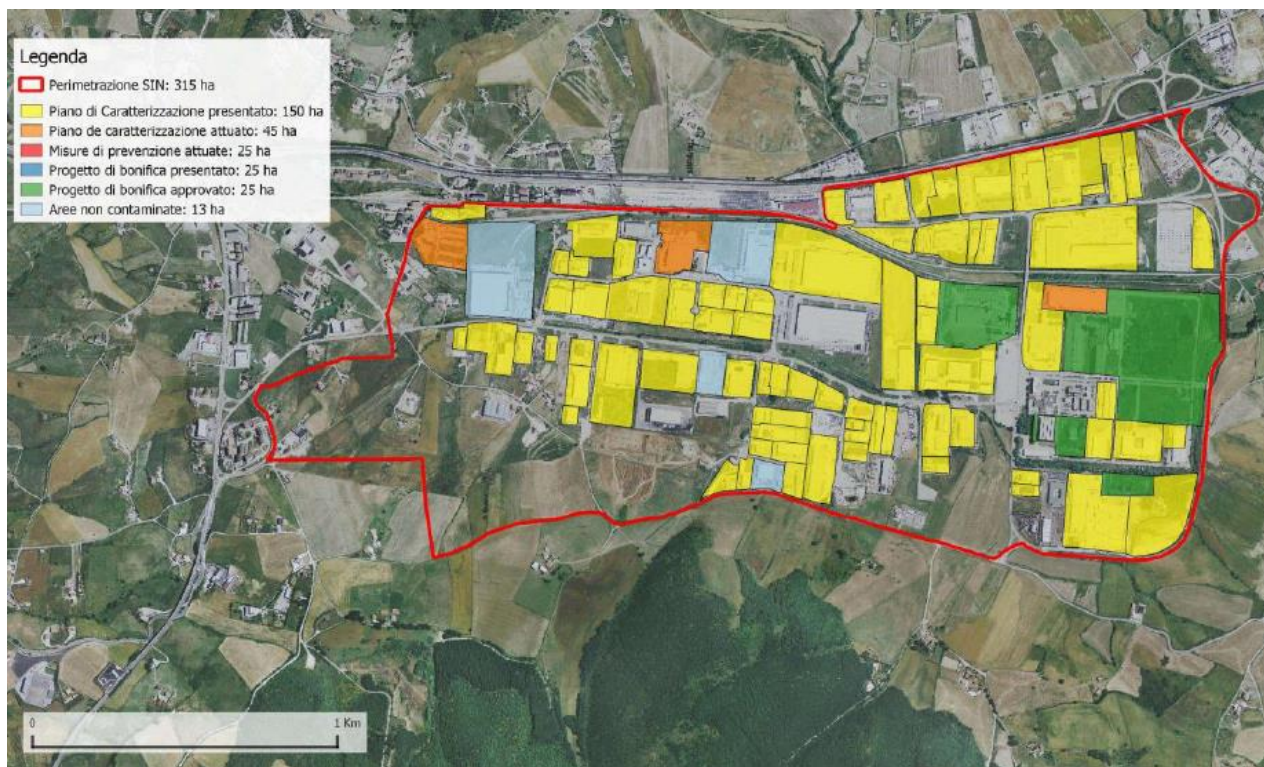 Legenda
Perimetrazione SIN: 315 ha
Piano di Caratterizzazione presentato: 150 ha
Piano de caratterizzazione attuato: 45 ha
Misure di prevenzione attuate: 25 ha
Progetto di bonifica presentato: 25 ha
Progetto di bonifica approvato: 25 ha
Aree non contaminate: 13 ha
0
1 Km